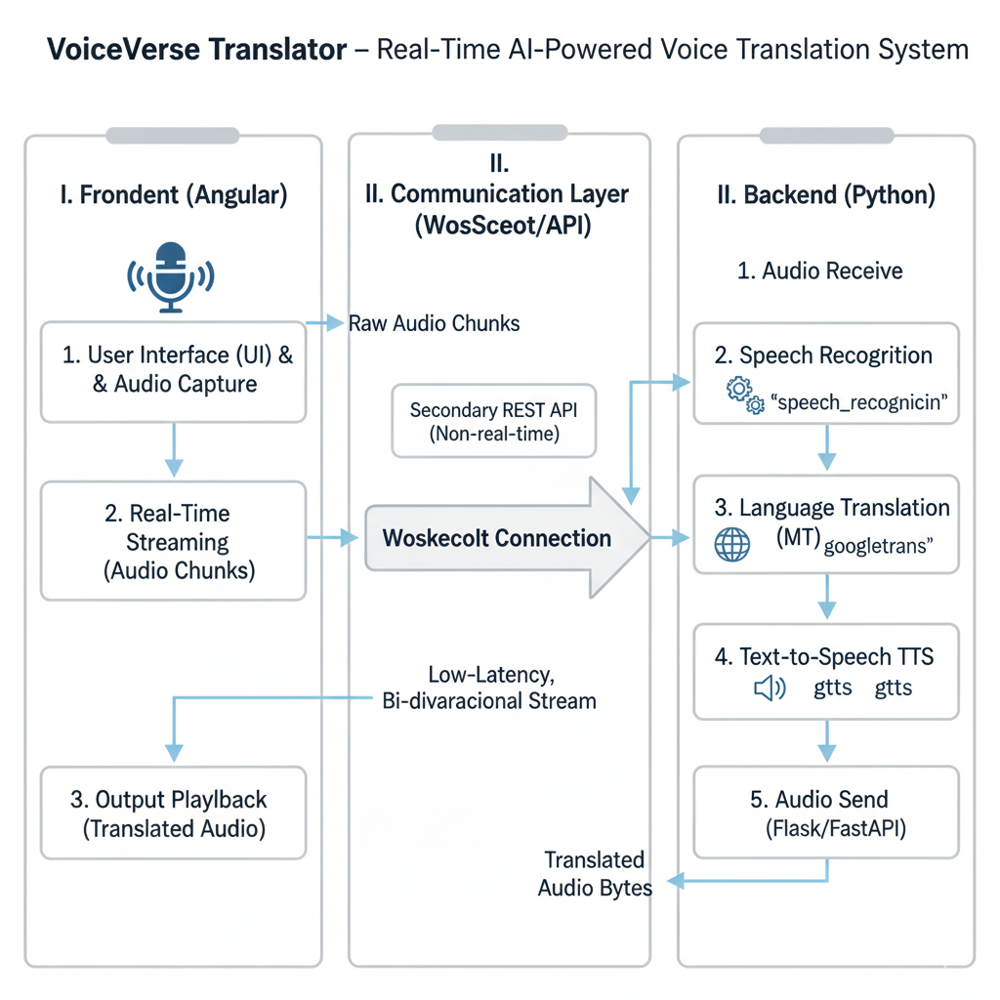 VoiceVerse Translator – Real-Time AI-Powered Voice Translation System
I. Frondent (Angular)
1. User Interface (UI) &
& Audio Capture
2. Real-Time
Streaming
(Audio Chunks)
3. Output Playlback
(Translated Audio)
II.
II. Communication Layer
(WosSceot/API)
Raw Audio Chunks
Secondary REST API
(Non-real-time)
Woskecolt Connection
Low-Latency,
Bi-divaracional Stream
Translated
Audio Bytes
II. Backend (Python)
1. Audio Receive
2. Speech Recogrition
“speech_recognicin”
3. Language Translation
(MT) googletrans”
4. Text-to-Speech TTS
gtts gtts
5. Audio Send
(Flask/FastAPI)